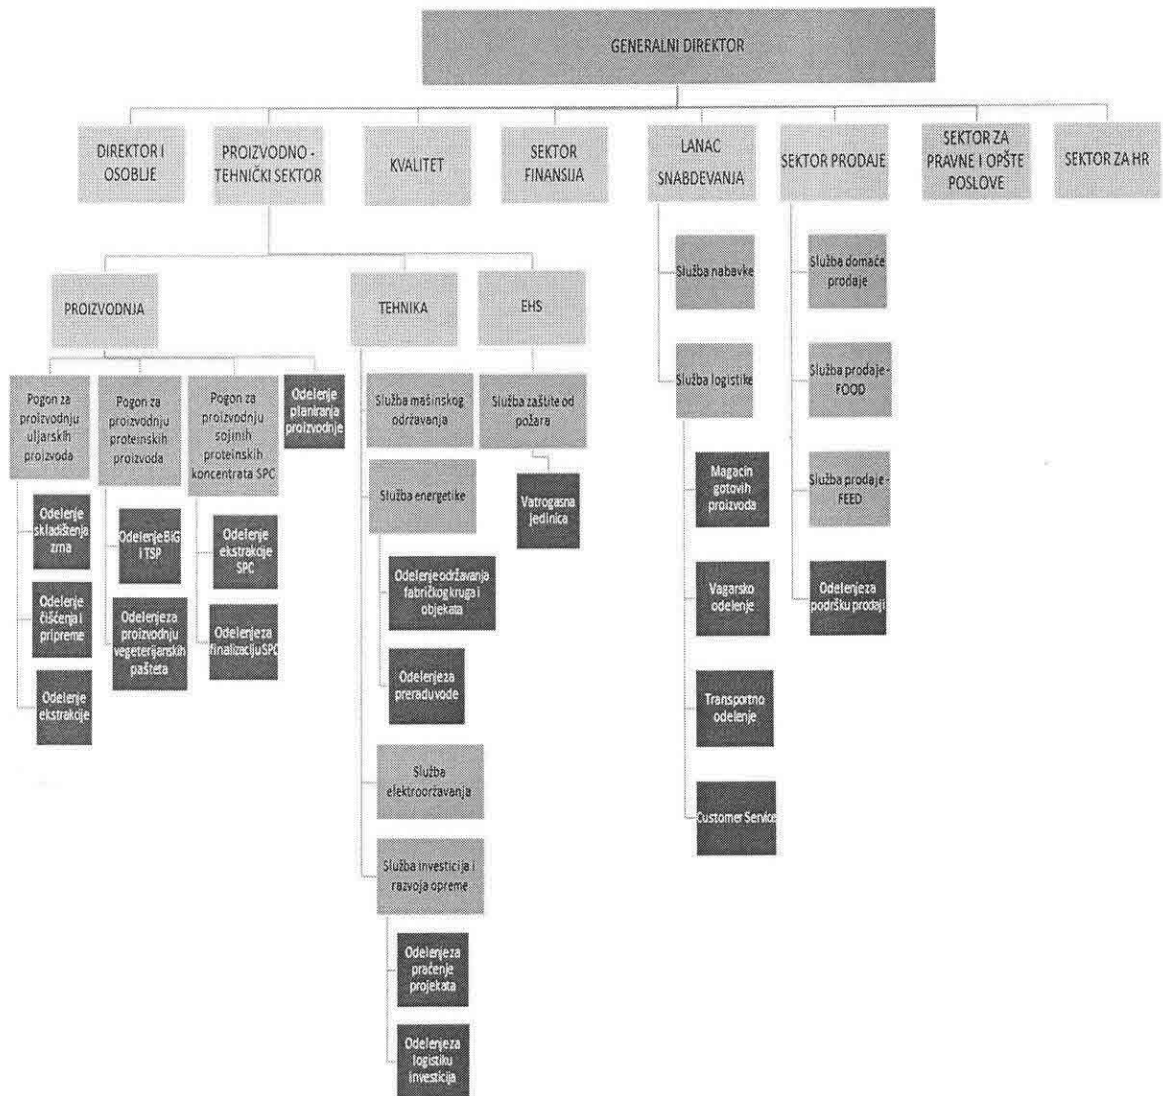 GENERALNI DIREKTOR
DIREKTOR I
OSOBLJE
PROIZVODNO -
TEHNIČKI SEKTOR
KVALITET
SEKTOR
FINANSIJA
LANAC
SNABDEVANJA
SEKTOR PRODAJE
SEKTOR ZA
PRAVNE I OPŠTE
POSLOVE
SEKTOR ZA HR
PROIZVODNJA
TEHNIKA
EHS
Služba nabavke
Služba domaće
prodaje
Pogon za
proizvodnju
uljarskih
proizvoda
Pogon za
proizvodnju
proteinskih
proizvoda
Pogon za
proizvodnju
sojinih
proteinskih
koncentrata SPC
Odelenje
planiranja
proizvodnje
Služba mašinskog
održavanja
Služba zaštite od
požara
Služba logistike
Služba prodaje -
FOOD
Odelenje
skladištenja
zrna
Odelenje BiG
i TSP
Odelenje
ekstrakcije
SPC
Služba energetike
Vatrogasna
jedinica
Magacin
gotovih
proizvoda
Služba prodaje -
FEED
Odelenje
čišćenja i
pripreme
Odelenje za
proizvodnju
vegeterijanskih
pašteta
Odelenje za
finalizaciju SPC
Odelenje održavanja
fabričkog kruga i
objekata
Vagarsko
odelenje
Odelenje za
podršku prodaji
Odelenje
ekstrakcije
Odelenje za
preradu vode
Transportno
odelenje
Služba
elektrooržavanja
Customer Service
Služba investicija i
razvoja opreme
Odelenje za
praćenje
projekata
Odelenje za
logistiku
investicija